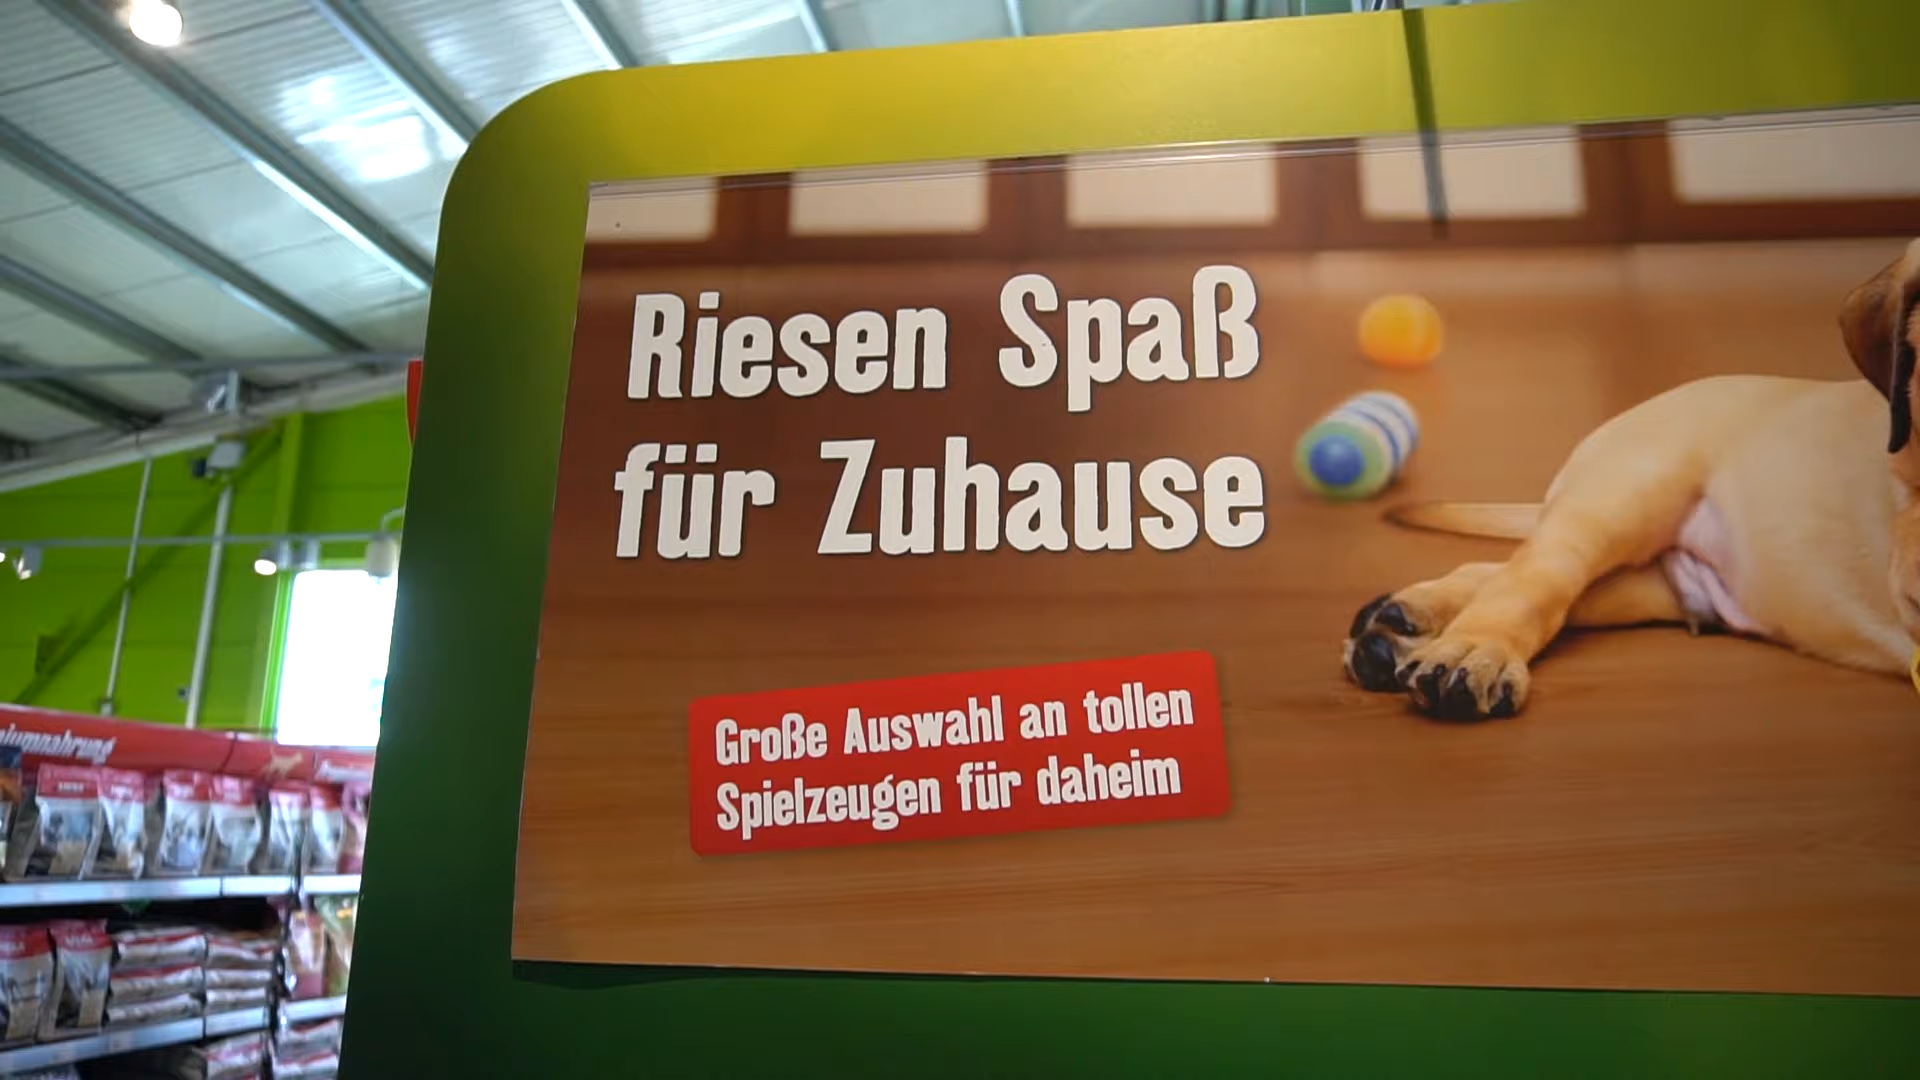 Riesen Spaß
für Zuhause
Große Auswahl an tollen
Spielzeugen für daheim